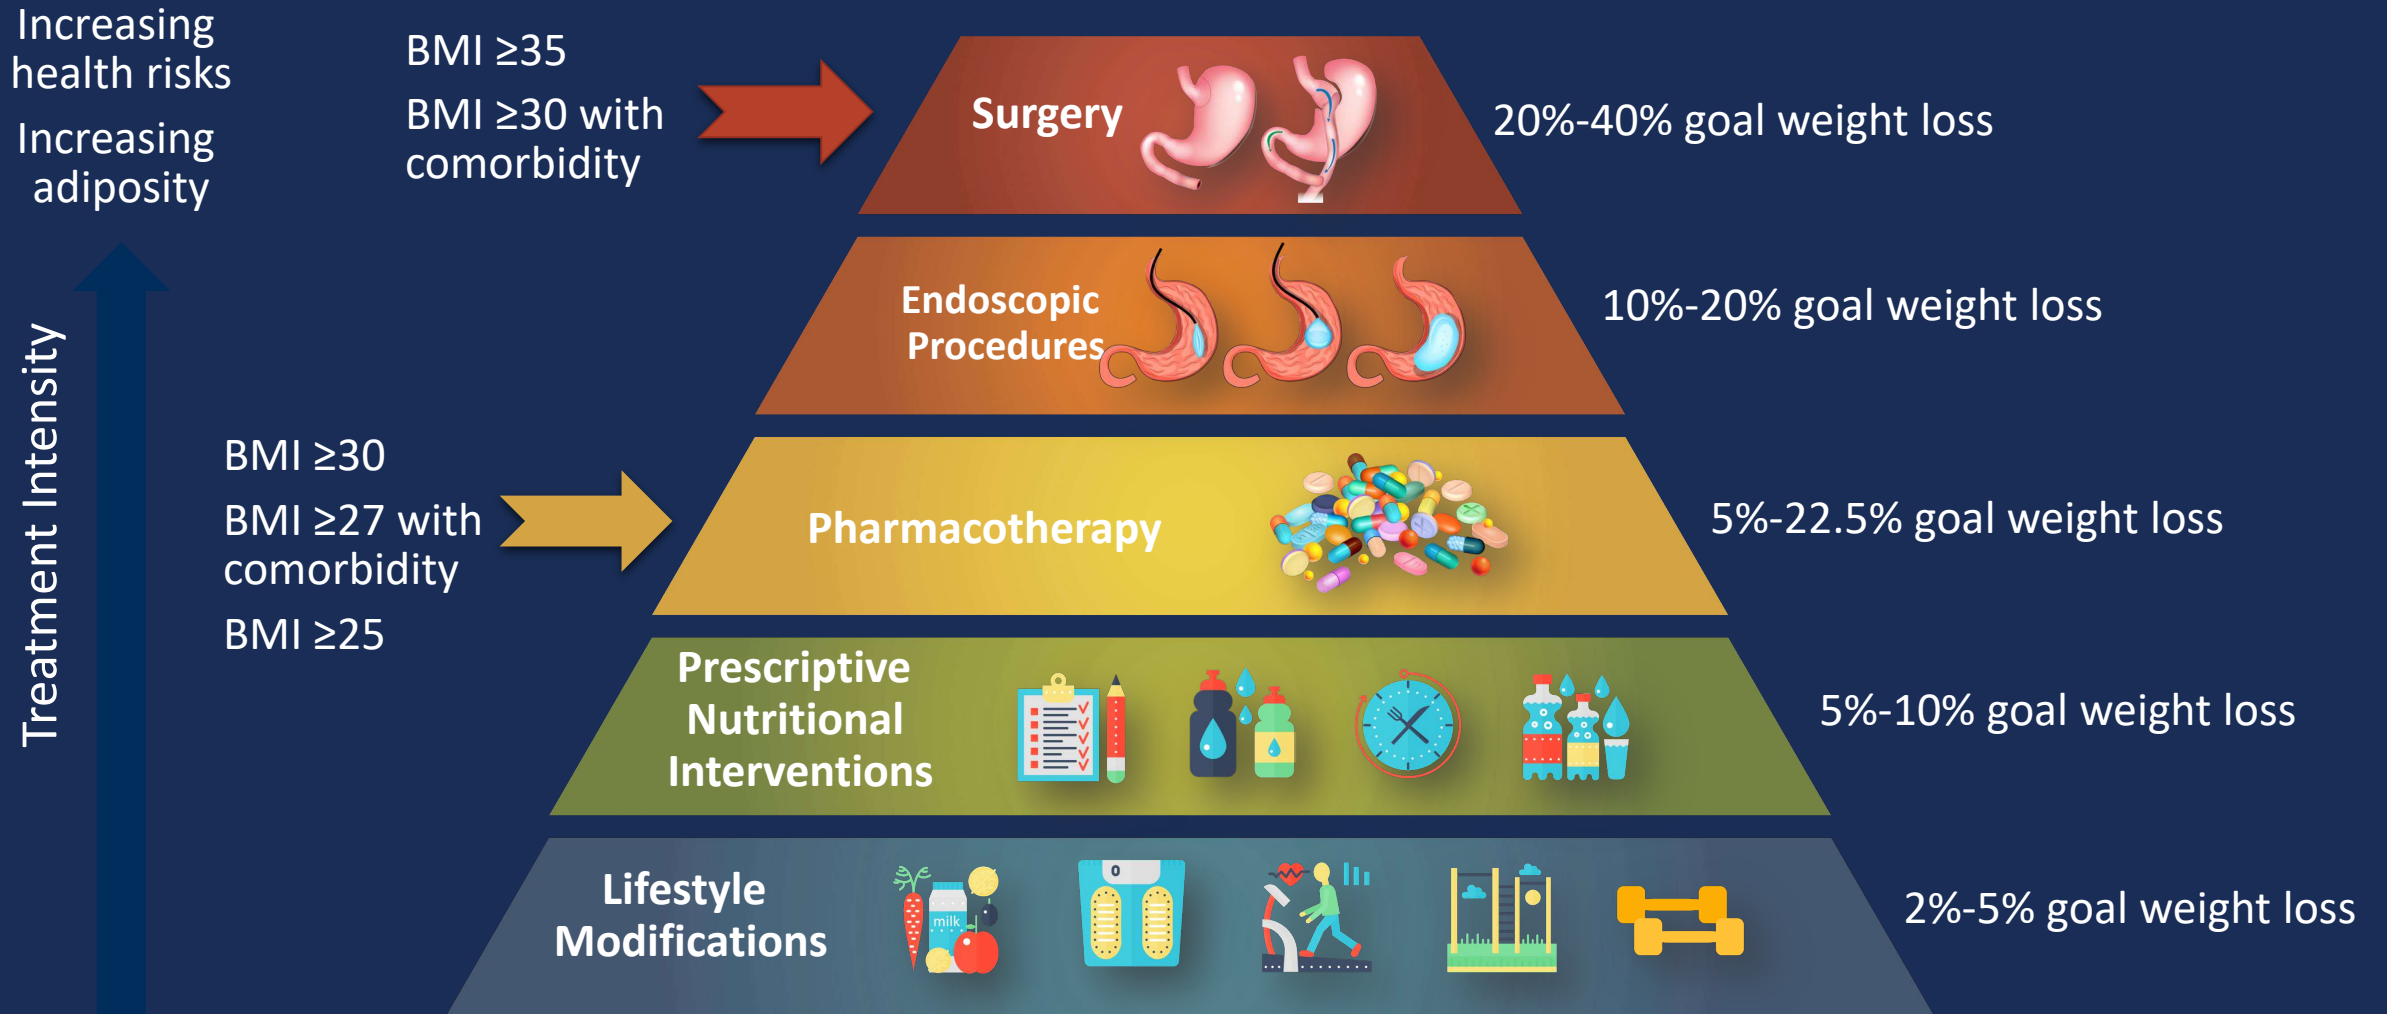 Increasing
health risks
Increasing
adiposity
Treatment Intensity
BMI ≥35
BMI ≥30 with
comorbidity
Surgery
20%-40% goal weight loss
Endoscopic
Procedures
10%-20% goal weight loss
BMI ≥30
BMI ≥27 with
comorbidity
BMI ≥25
Pharmacotherapy
5%-22.5% goal weight loss
Prescriptive
Nutritional
Interventions
5%-10% goal weight loss
Lifestyle
Modifications
milk
0
2%-5% goal weight loss